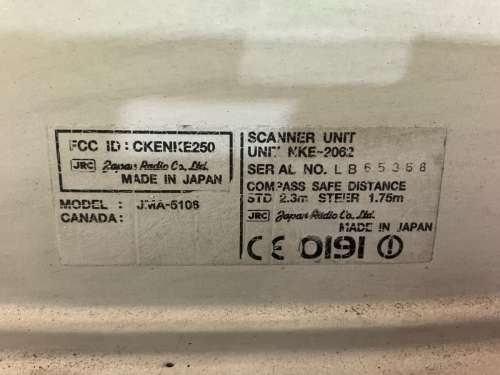 FCC ID : CKENKE250
JRC Japan Radio Co., Ltd.
MADE IN JAPAN
MODEL : JMA-5106
CANADA:
SCANNER UNIT
UNIT NKE-2062
SERIAL NO. LB65358
COMPASS SAFE DISTANCE
STD 2.3m STEER 1.75m
JRC Japan Radio Co., Ltd.
MADE IN JAPAN
CE 0191